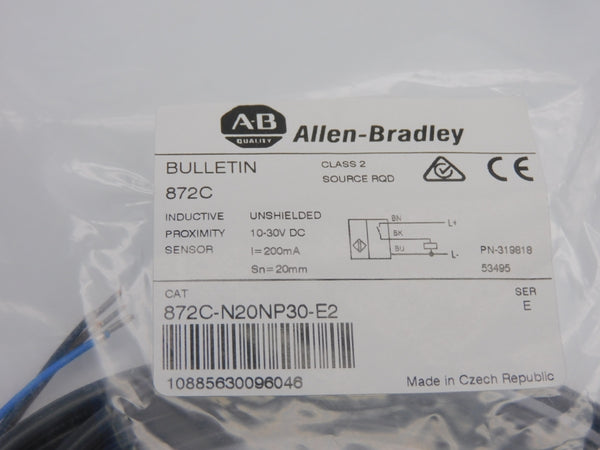 A-B
QUALITY
Allen-Bradley
BULLETIN
872C
CLASS 2
SOURCE RQD
CE
INDUCTIVE
PROXIMITY
SENSOR
UNSHIELDED
10-30V DC
I=200mA
Sn=20mm
BN
BK
BU
L+
L-
PN-319818
53495
CAT
872C-N20NP30-E2
SER
E
10885630096046
Made in Czech Republic